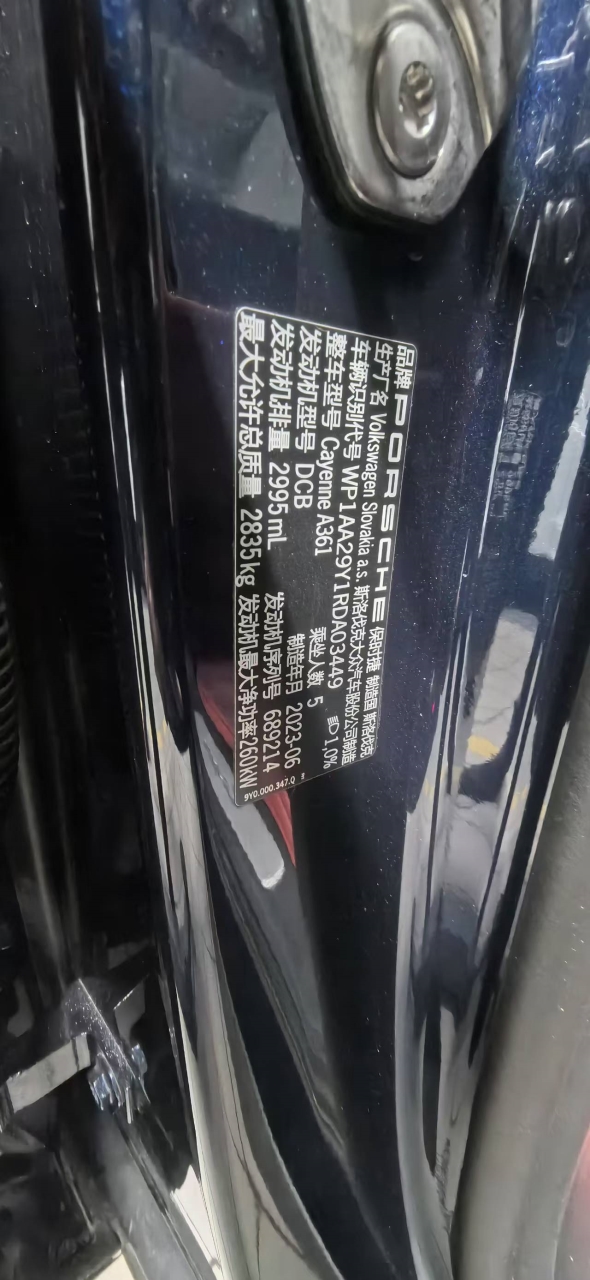 品牌 PORSCHE 保时捷 制造国 斯洛伐克
生产厂名 Volkswagen Slovakia a.s. 斯洛伐克大众汽车股份公司制造
车辆识别代号 WP1AA29Y1RDA03449
整车型号 Cayenne A361 乘坐人数 5
发动机型号 DCB 制造年月 2023-06
发动机排量 2995mL 发动机序列号 689214
最大允许总质量 2835kg 发动机最大净功率260kW
9Y0.000.347.Q